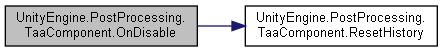 UnityEngine.PostProcessing.
TaaComponent.OnDisable
UnityEngine.PostProcessing.
TaaComponent.ResetHistory